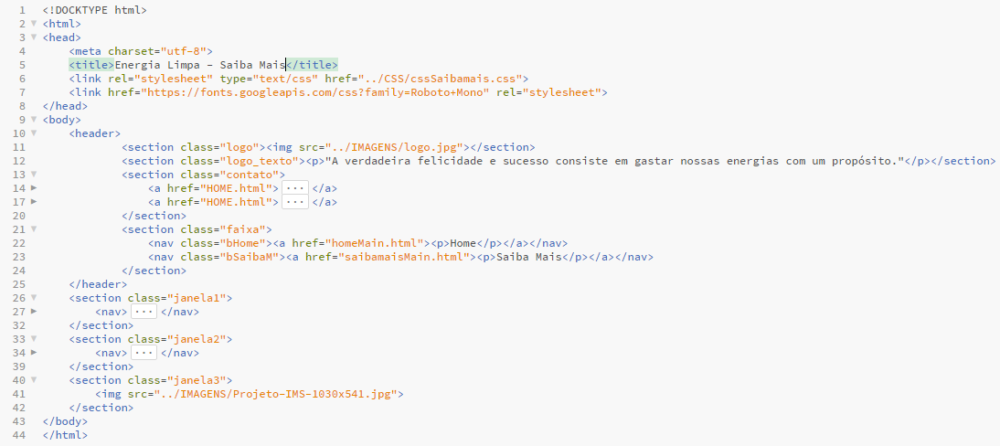 1 <!DOCKTYPE html>
2 <html>
3 <head>
4 <meta charset="utf-8">
5 <title>Energia Limpa - Saiba Mais</title>
6 <link rel="stylesheet" type="text/css" href="../CSS/cssSaibamais.css">
7 <link href="https://fonts.googleapis.com/css?family=Roboto+Mono" rel="stylesheet">
8 </head>
9 <body>
10 <header>
11 <section class="logo"><img src="../IMAGENS/logo.jpg"></section>
12 <section class="logo_texto"><p>"A verdadeira felicidade e sucesso consiste em gastar nossas energias com um propósito."</p></section>
13 <section class="contato">
14 <a href="HOME.html"> ... </a>
17 <a href="HOME.html"> ... </a>
20 </section>
21 <section class="faixa">
22 <nav class="bHome"><a href="homeMain.html"><p>Home</p></a></nav>
23 <nav class="bSaibaM"><a href="saibamaisMain.html"><p>Saiba Mais</p></a></nav>
24 </section>
25 </header>
26 <section class="janela1">
27 <nav> ... </nav>
32 </section>
33 <section class="janela2">
34 <nav> ... </nav>
39 </section>
40 <section class="janela3">
41 <img src="../IMAGENS/Projeto-IMS-1030x541.jpg">
42 </section>
43 </body>
44 </html>